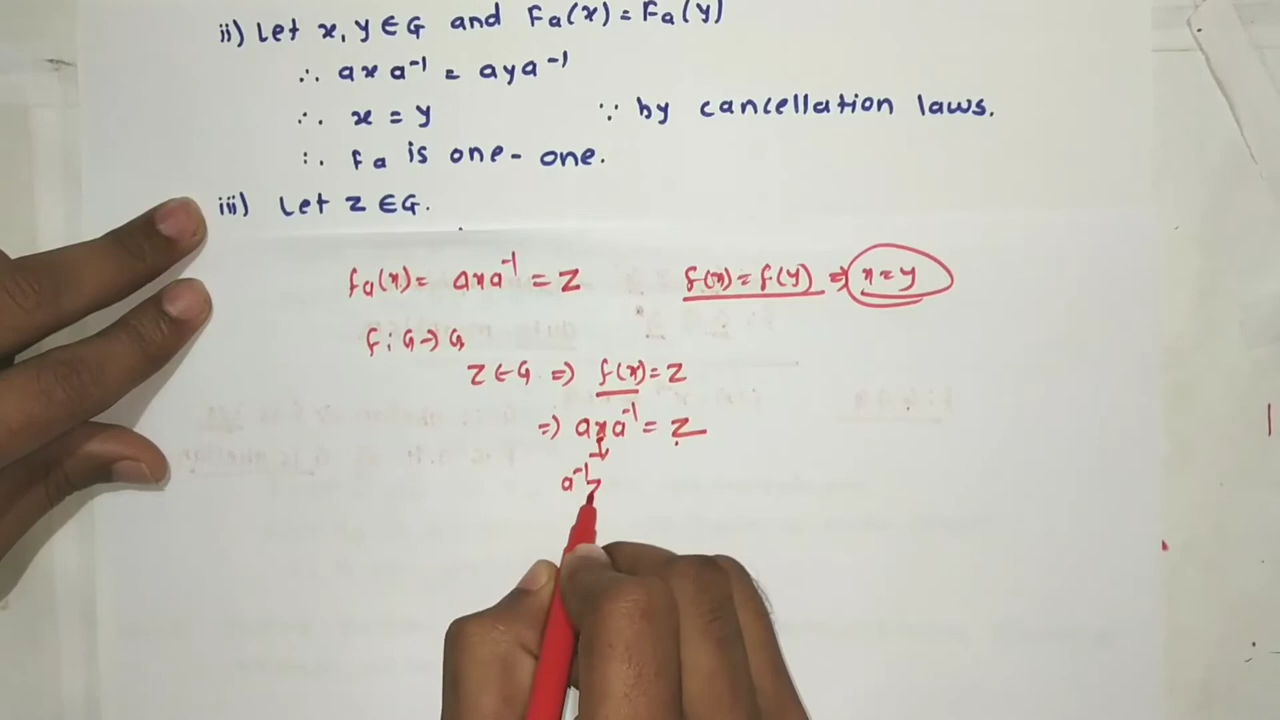 ii) Let x, y ∈ G and Fa(x) = Fa(y)
∴ axa⁻¹ = aya⁻¹
∴ x = y ∵ by cancellation laws.
∴ fa is one-one.
iii) Let z ∈ G.
fa(x) = axa⁻¹ = z f(x) = f(y) ⇒ x = y
f : G → G
z ∈ G ⇒ f(x) = z
⇒ axa⁻¹ = z
a⁻¹z